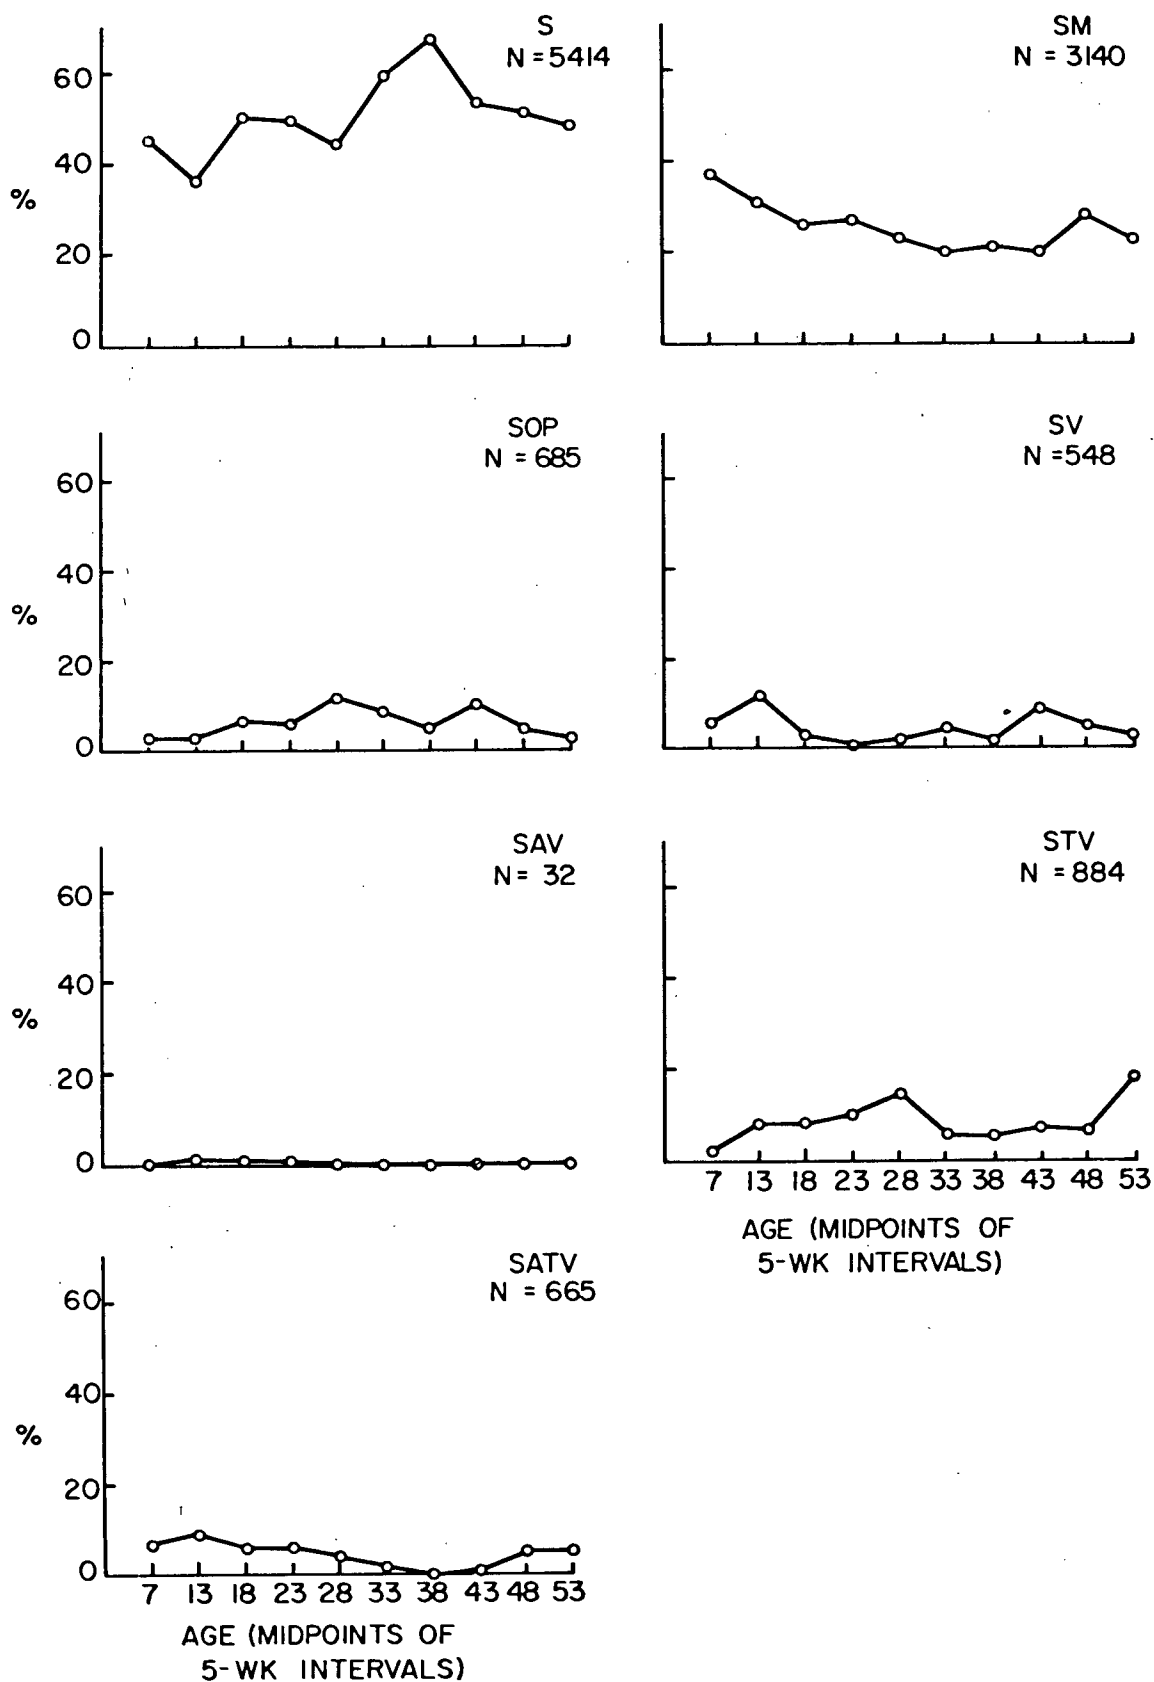 S
N = 5414
60
40
%
20
0
SM
N = 3140
SOP
N = 685
60
40
%
20
0
SV
N = 548
SAV
N = 32
60
40
%
20
0
STV
N = 884
7 13 18 23 28 33 38 43 48 53
AGE (MIDPOINTS OF
5-WK INTERVALS)
SATV
N = 665
60
40
%
20
0
7 13 18 23 28 33 38 43 48 53
AGE (MIDPOINTS OF
5-WK INTERVALS)